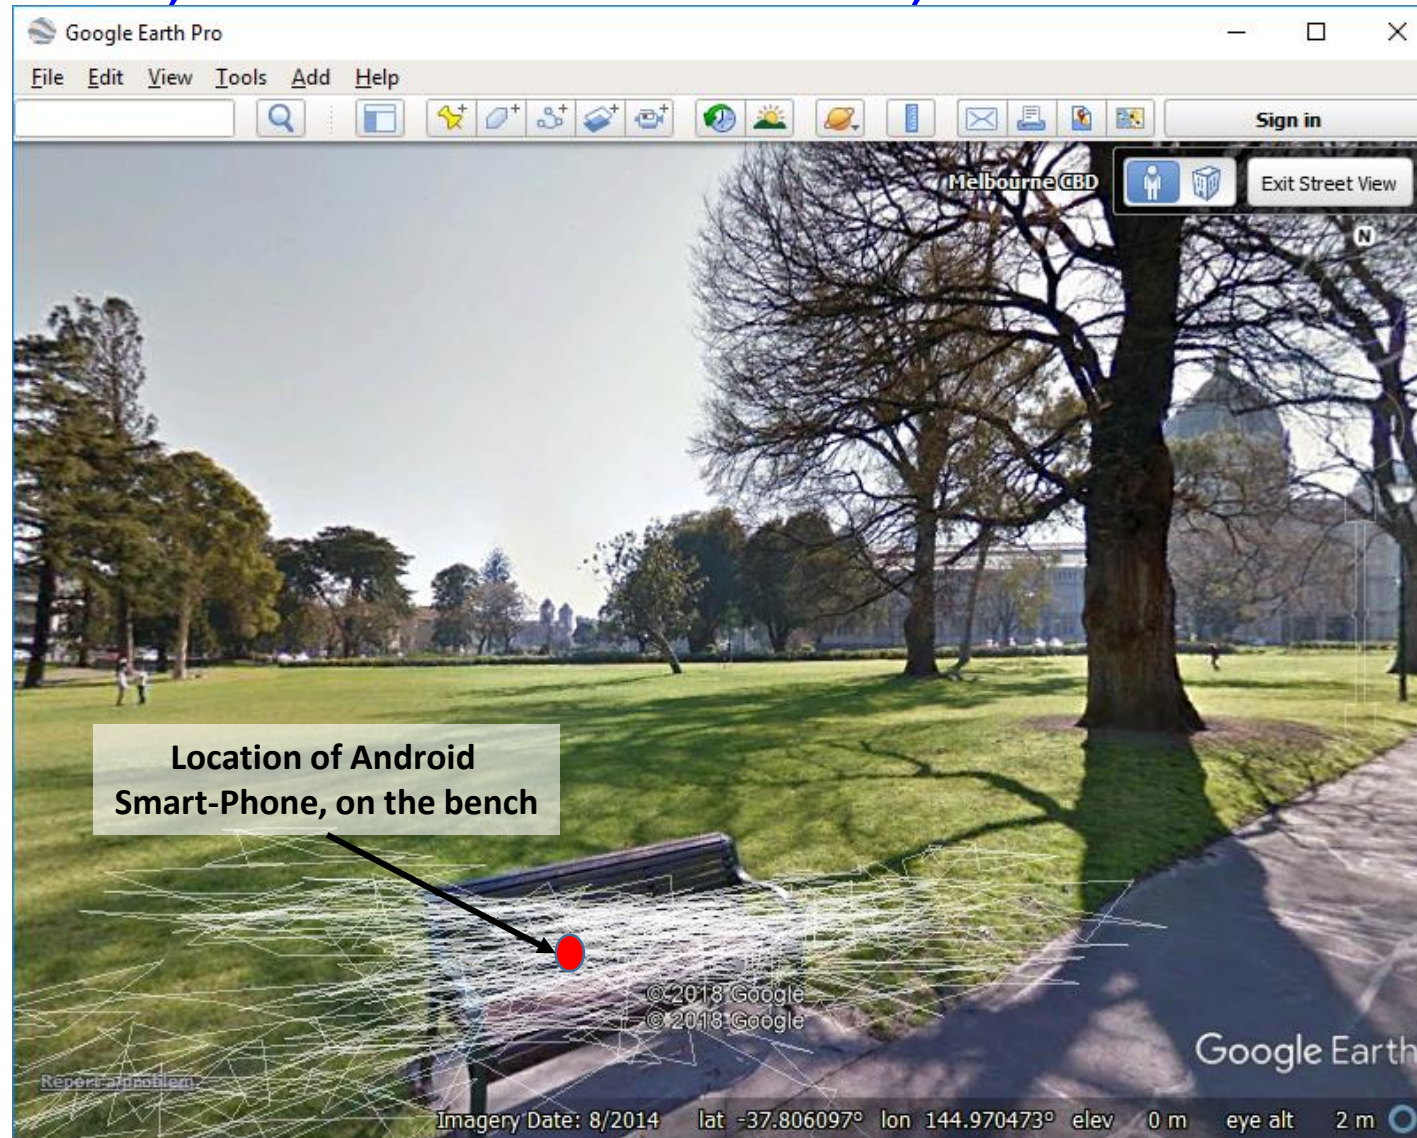 Google Earth Pro
File Edit View Tools Add Help
Sign in
Melbourne CBD
Exit Street View
N
Location of Android
Smart-Phone, on the bench
© 2018 Google
© 2018 Google
Google Earth
Report a problem
Imagery Date: 8/2014 lat -37.806097° lon 144.970473° elev 0 m eye alt 2 m